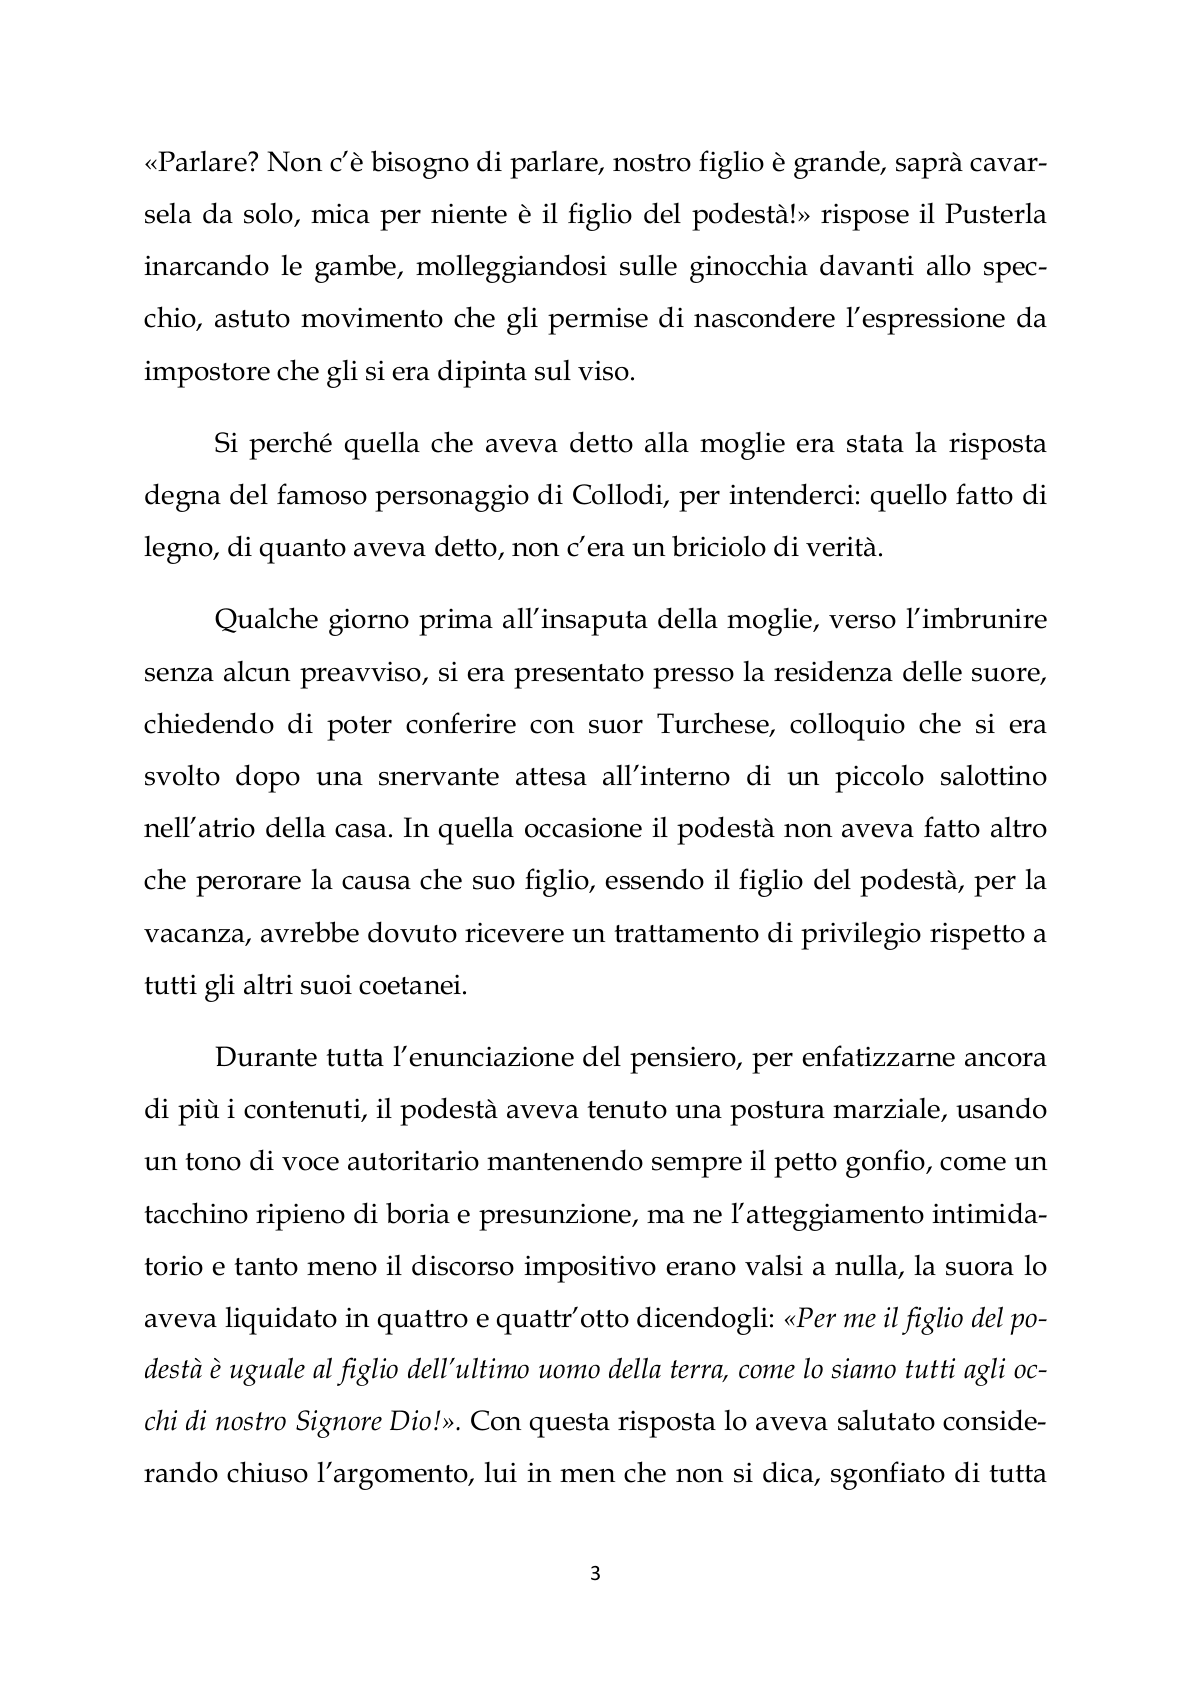 «Parlare? Non c’è bisogno di parlare, nostro figlio è grande, saprà cavar-
sela da solo, mica per niente è il figlio del podestà!» rispose il Pusterla
inarcando le gambe, molleggiandosi sulle ginocchia davanti allo spec-
chio, astuto movimento che gli permise di nascondere l’espressione da
impostore che gli si era dipinta sul viso.
Si perché quella che aveva detto alla moglie era stata la risposta
degna del famoso personaggio di Collodi, per intenderci: quello fatto di
legno, di quanto aveva detto, non c’era un briciolo di verità.
Qualche giorno prima all’insaputa della moglie, verso l’imbrunire
senza alcun preavviso, si era presentato presso la residenza delle suore,
chiedendo di poter conferire con suor Turchese, colloquio che si era
svolto dopo una snervante attesa all’interno di un piccolo salottino
nell’atrio della casa. In quella occasione il podestà non aveva fatto altro
che perorare la causa che suo figlio, essendo il figlio del podestà, per la
vacanza, avrebbe dovuto ricevere un trattamento di privilegio rispetto a
tutti gli altri suoi coetanei.
Durante tutta l’enunciazione del pensiero, per enfatizzarne ancora
di più i contenuti, il podestà aveva tenuto una postura marziale, usando
un tono di voce autoritario mantenendo sempre il petto gonfio, come un
tacchino ripieno di boria e presunzione, ma ne l’atteggiamento intimida-
torio e tanto meno il discorso impositivo erano valsi a nulla, la suora lo
aveva liquidato in quattro e quattr’otto dicendogli: «Per me il figlio del po-
destà è uguale al figlio dell’ultimo uomo della terra, come lo siamo tutti agli oc-
chi di nostro Signore Dio!». Con questa risposta lo aveva salutato conside-
rando chiuso l’argomento, lui in men che non si dica, sgonfiato di tutta
3